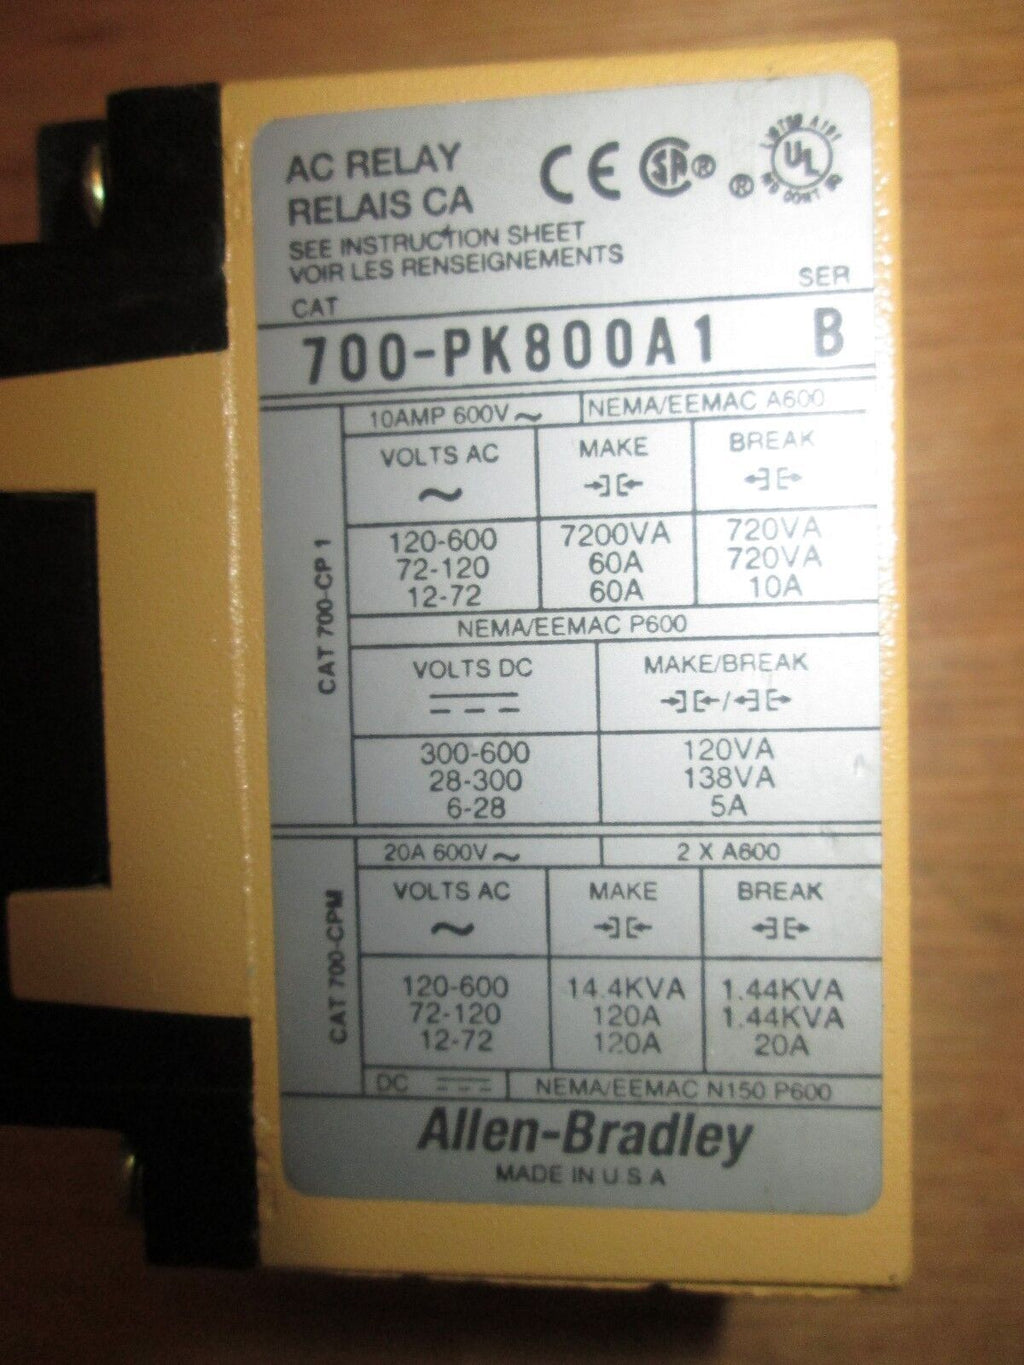 AC RELAY
RELAIS CA
CE SA® ® UL
SEE INSTRUCTION SHEET
VOIR LES RENSEIGNEMENTS
CAT SER
700-PK800A1 B
CAT 700-CP1
10AMP 600V~ NEMA/EEMAC A600
VOLTS AC MAKE BREAK
~
120-600 7200VA 720VA
72-120 60A 720VA
12-72 60A 10A
NEMA/EEMAC P600
VOLTS DC MAKE/BREAK
/
300-600 120VA
28-300 138VA
6-28 5A
CAT 700-CPM
20A 600V~ 2 X A600
VOLTS AC MAKE BREAK
~
120-600 14.4KVA 1.44KVA
72-120 120A 1.44KVA
12-72 120A 20A
DC NEMA/EEMAC N150 P600
Allen-Bradley
MADE IN U.S.A